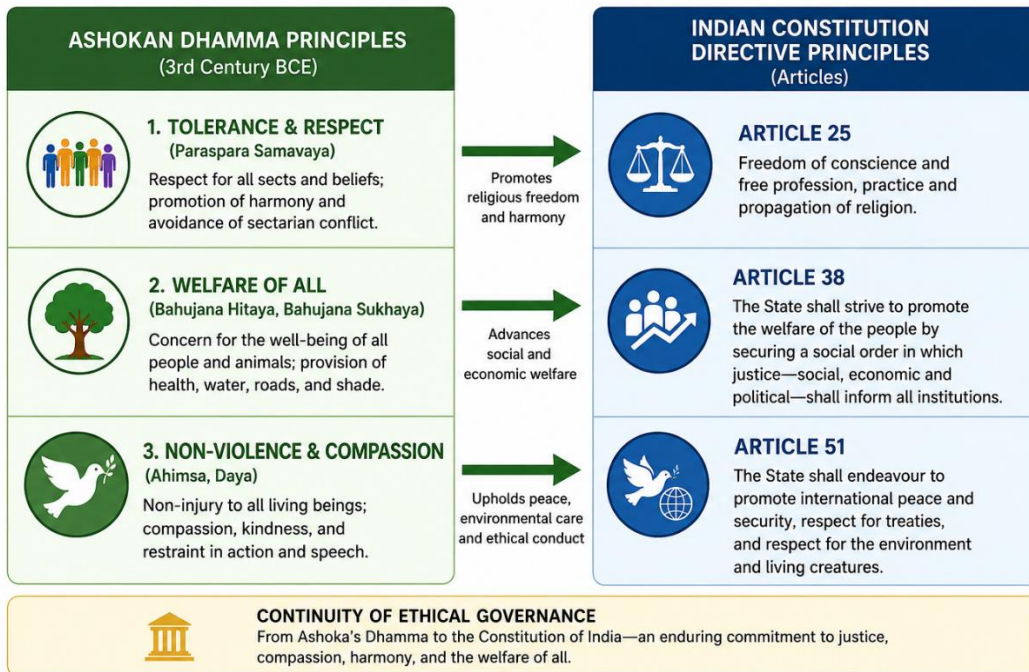 ASHOKAN DHAMMA PRINCIPLES
(3rd Century BCE)
INDIAN CONSTITUTION
DIRECTIVE PRINCIPLES
(Articles)
1. TOLERANCE & RESPECT
(Paraspara Samavaya)
Respect for all sects and beliefs;
promotion of harmony and
avoidance of sectarian conflict.
Promotes
religious freedom
and harmony
ARTICLE 25
Freedom of conscience and
free profession, practice and
propagation of religion.
2. WELFARE OF ALL
(Bahujana Hitaya, Bahujana Sukhaya)
Concern for the well-being of all
people and animals; provision of
health, water, roads, and shade.
Advances
social and
economic welfare
ARTICLE 38
The State shall strive to promote
the welfare of the people by
securing a social order in which
justice—social, economic and
political—shall inform all institutions.
3. NON-VIOLENCE & COMPASSION
(Ahimsa, Daya)
Non-injury to all living beings;
compassion, kindness, and
restraint in action and speech.
Upholds peace,
environmental care
and ethical conduct
ARTICLE 51
The State shall endeavour to
promote international peace and
security, respect for treaties,
and respect for the environment
and living creatures.
CONTINUITY OF ETHICAL GOVERNANCE
From Ashoka's Dhamma to the Constitution of India—an enduring commitment to justice,
compassion, harmony, and the welfare of all.